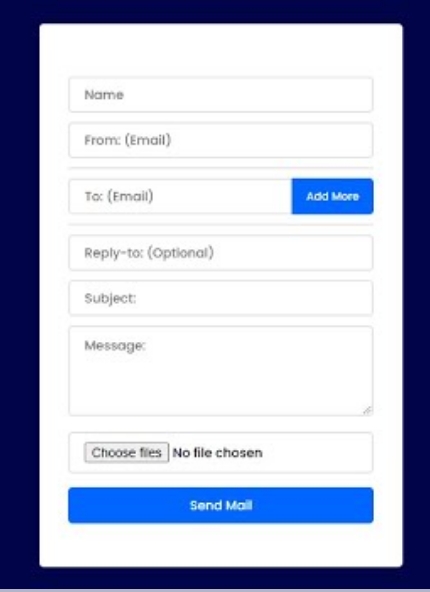 Name
From: (Email)
To: (Email) Add More
Reply-to: (Optional)
Subject:
Message:
Choose files No file chosen
Send Mail